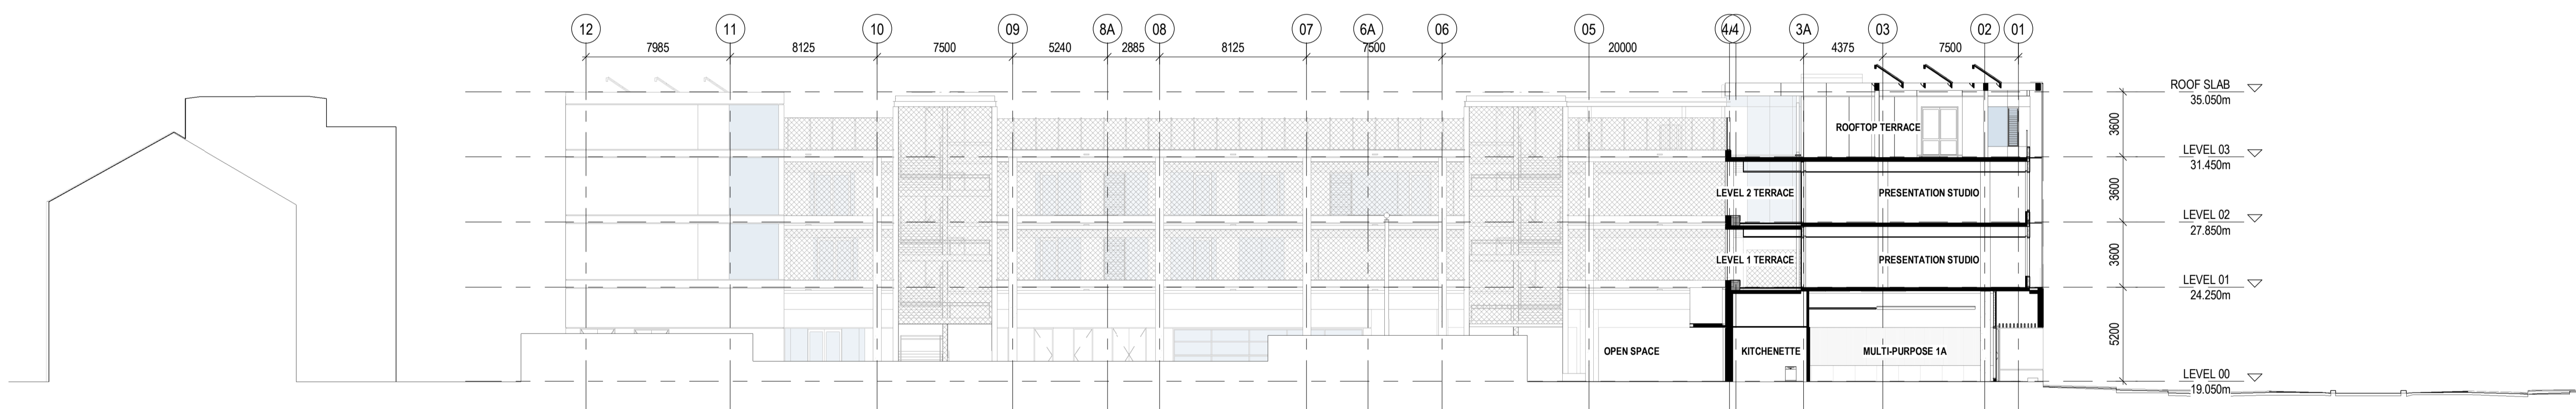 12 11 10 09 8A 08 07 6A 06 05 4 3A 03 02 01
7985 8125 7500 5240 2885 8125 7500 20000 4375 7500
ROOF SLAB
35.050m
3600
ROOFTOP TERRACE
LEVEL 03
31.450m
3600
LEVEL 2 TERRACE PRESENTATION STUDIO
LEVEL 02
27.850m
3600
LEVEL 1 TERRACE PRESENTATION STUDIO
LEVEL 01
24.250m
5200
OPEN SPACE KITCHENETTE MULTI-PURPOSE 1A
LEVEL 00
19.050m